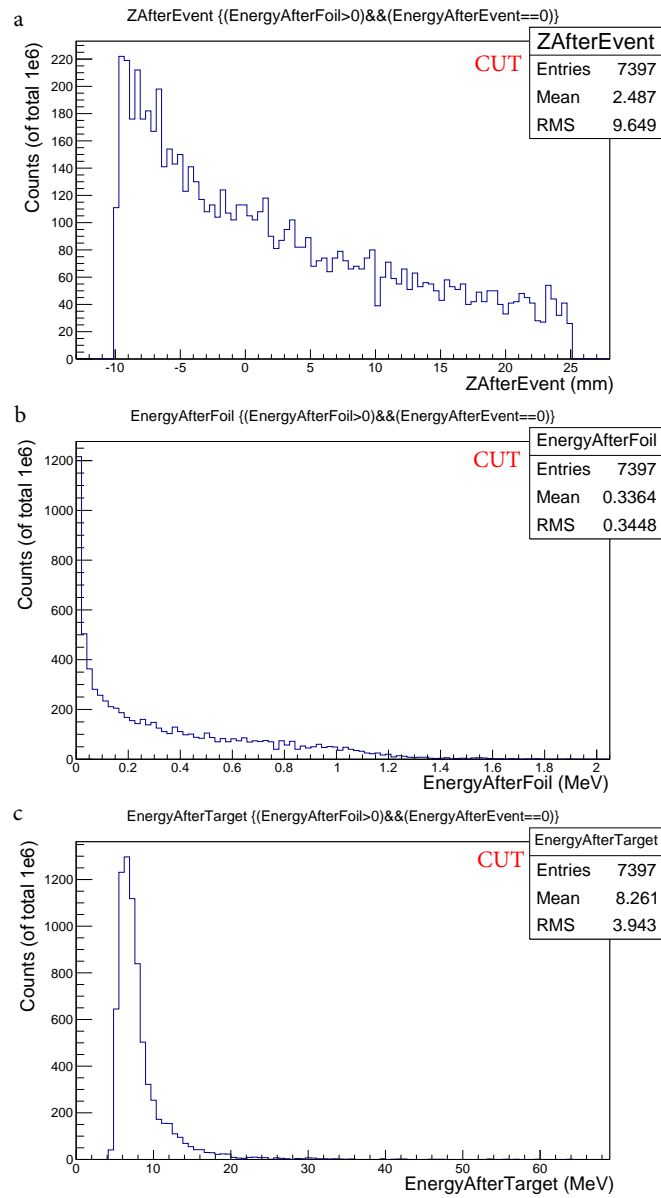 a
ZAfterEvent {(EnergyAfterFoil>0)&&(EnergyAfterEvent==0)}
CUT
ZAfterEvent
Entries 7397
Mean 2.487
RMS 9.649
Counts (of total 1e6)
220
200
180
160
140
120
100
80
60
40
20
0
-10 -5 0 5 10 15 20 25
ZAfterEvent (mm)
b
EnergyAfterFoil {(EnergyAfterFoil>0)&&(EnergyAfterEvent==0)}
CUT
EnergyAfterFoil
Entries 7397
Mean 0.3364
RMS 0.3448
Counts (of total 1e6)
1200
1000
800
600
400
200
0
0 0.2 0.4 0.6 0.8 1 1.2 1.4 1.6 1.8 2
EnergyAfterFoil (MeV)
c
EnergyAfterTarget {(EnergyAfterFoil>0)&&(EnergyAfterEvent==0)}
CUT
EnergyAfterTarget
Entries 7397
Mean 8.261
RMS 3.943
Counts (of total 1e6)
1200
1000
800
600
400
200
0
0 10 20 30 40 50 60
EnergyAfterTarget (MeV)